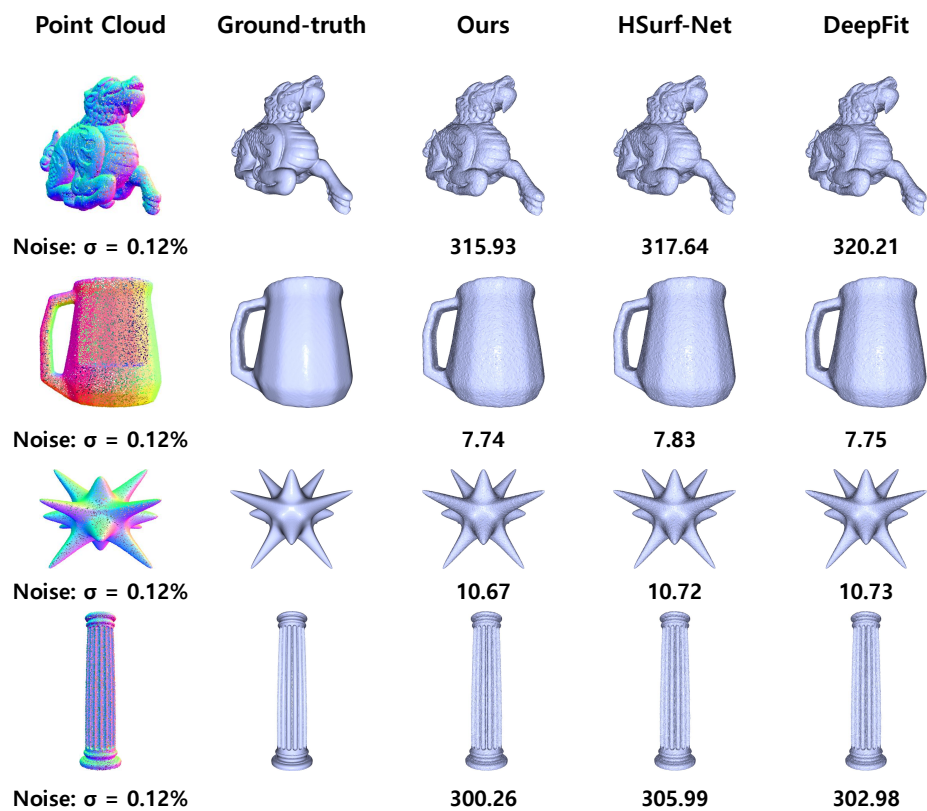 Point Cloud Ground-truth Ours HSurf-Net DeepFit
Noise: σ = 0.12% 315.93 317.64 320.21
Noise: σ = 0.12% 7.74 7.83 7.75
Noise: σ = 0.12% 10.67 10.72 10.73
Noise: σ = 0.12% 300.26 305.99 302.98